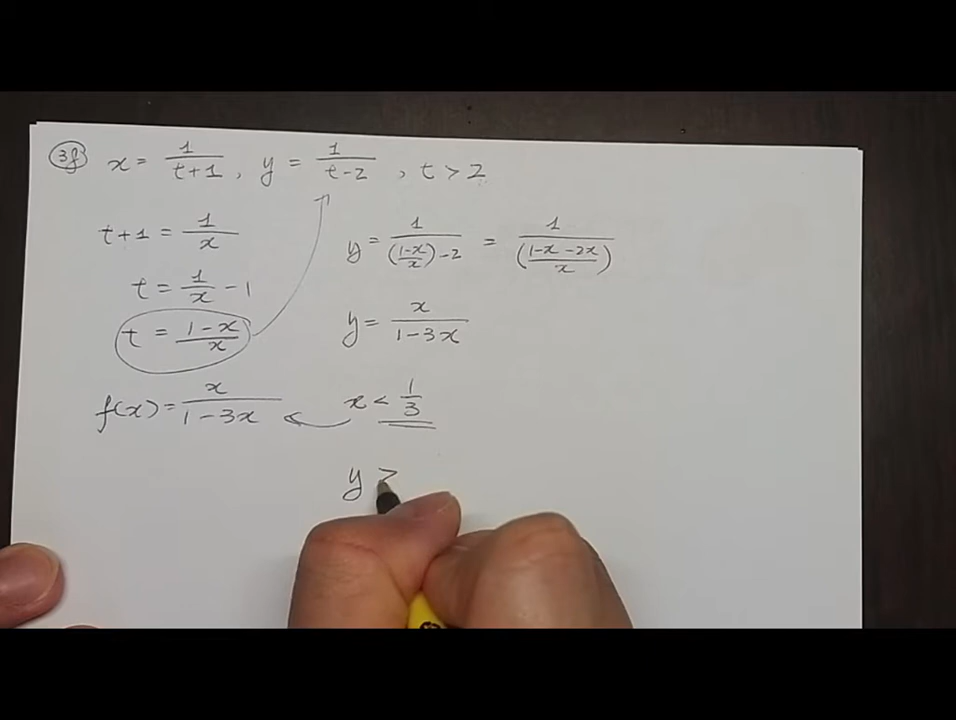 3f x = 1/(t+1), y = 1/(t-2), t > 2
t+1 = 1/x
t = 1/x - 1
t = (1-x)/x
f(x) = x/(1-3x)
y = 1/(((1-x)/x) - 2) = 1/((1-x-2x)/x)
y = x/(1-3x)
x < 1/3
y >